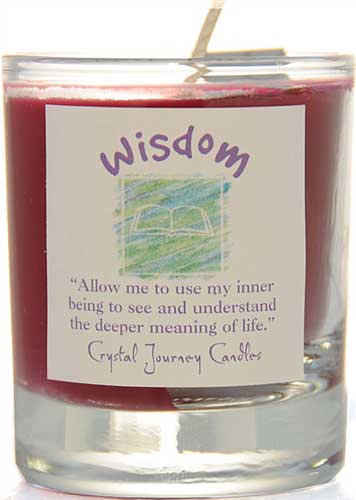 Wisdom
"Allow me to use my inner
being to see and understand
the deeper meaning of life."
Crystal Journey Candles